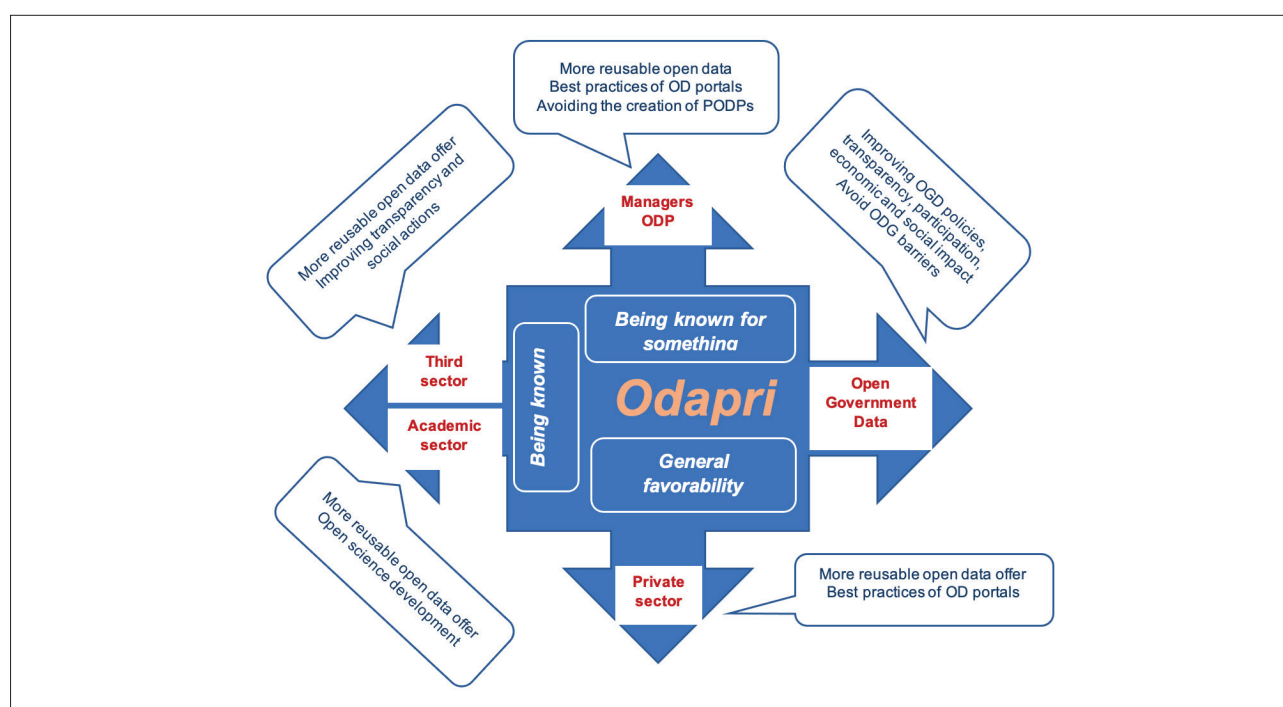 More reusable open data
Best practices of OD portals
Avoiding the creation of PODPs
More reusable open data offer
Improving transparency and
social actions
Improving OGD policies,
transparency, participation,
economic and social impact
Avoid ODG barriers
Managers
ODP
Being known for
something
Being known
Odapri
General
favorability
Third
sector
Academic
sector
Open
Government
Data
Private
sector
More reusable open data offer
Open science development
More reusable open data offer
Best practices of OD portals